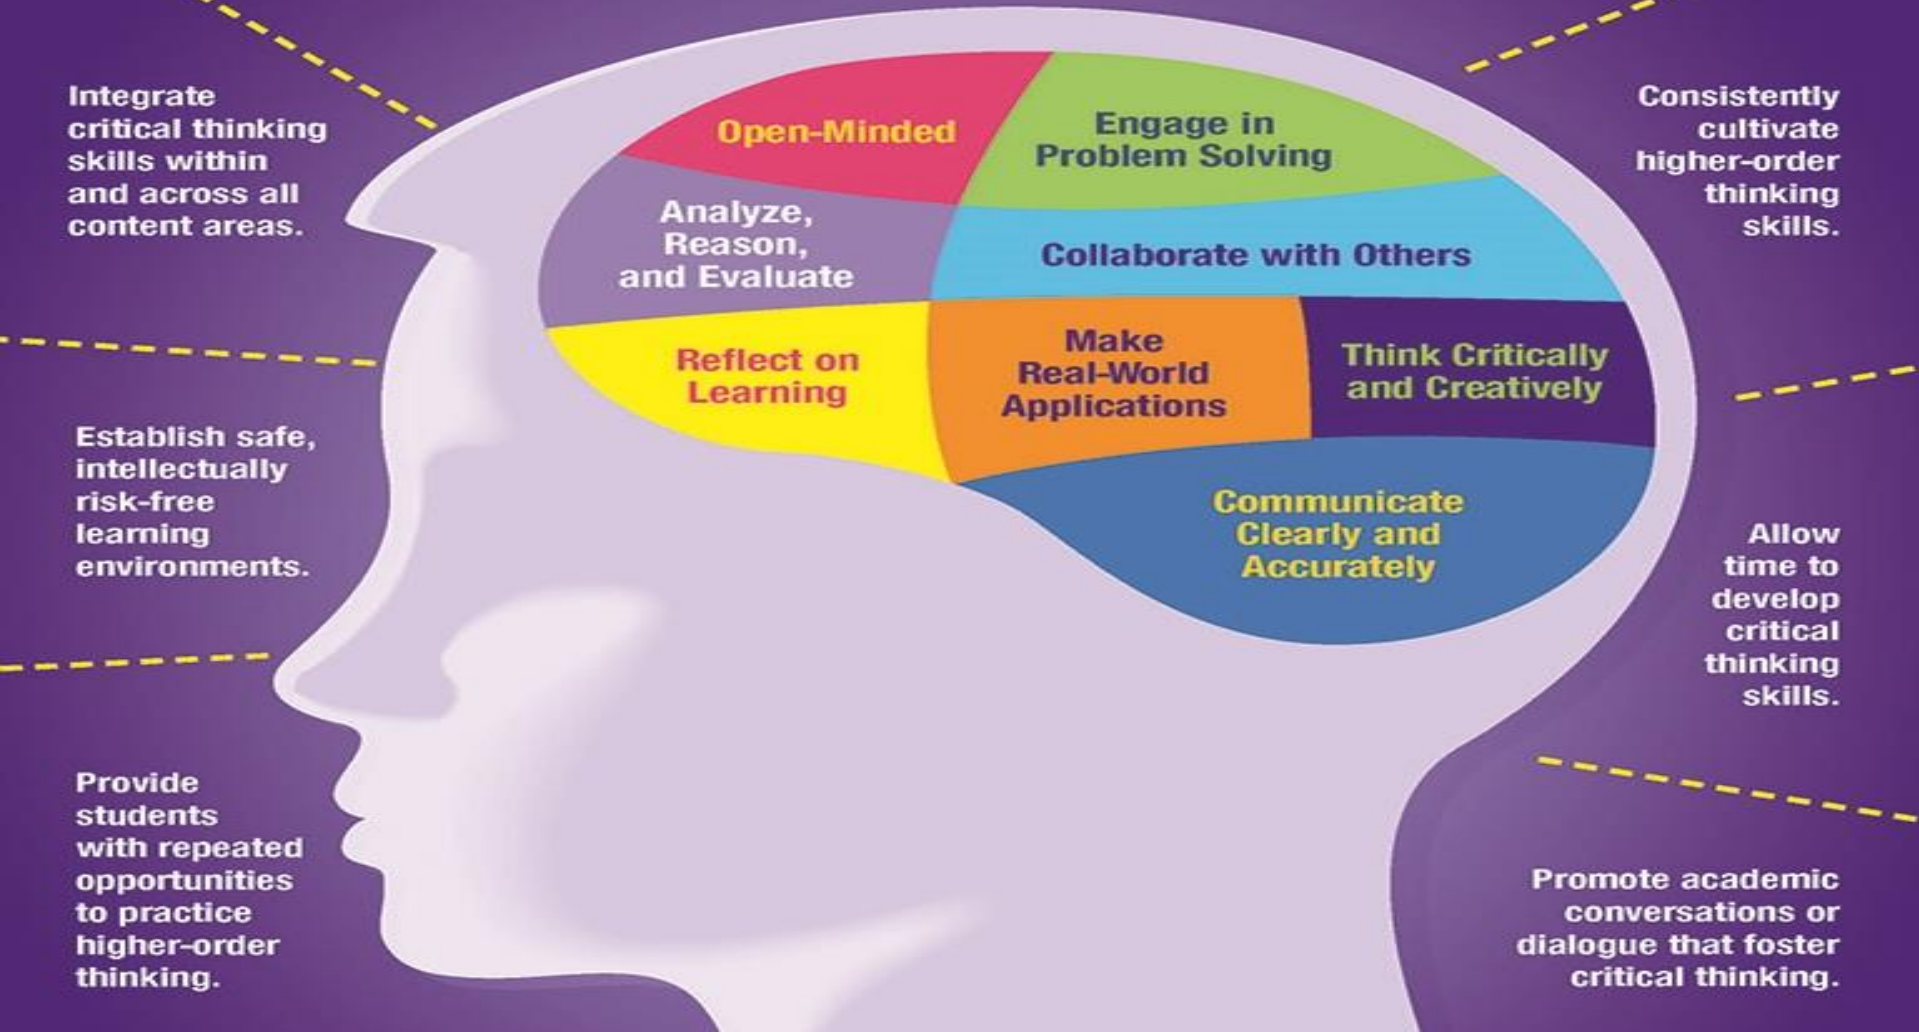 Integrate
critical thinking
skills within
and across all
content areas.
Establish safe,
intellectually
risk-free
learning
environments.
Provide
students
with repeated
opportunities
to practice
higher-order
thinking.
Open-Minded
Engage in
Problem Solving
Analyze,
Reason,
and Evaluate
Collaborate with Others
Reflect on
Learning
Make
Real-World
Applications
Think Critically
and Creatively
Communicate
Clearly and
Accurately
Consistently
cultivate
higher-order
thinking
skills.
Allow
time to
develop
critical
thinking
skills.
Promote academic
conversations or
dialogue that foster
critical thinking.